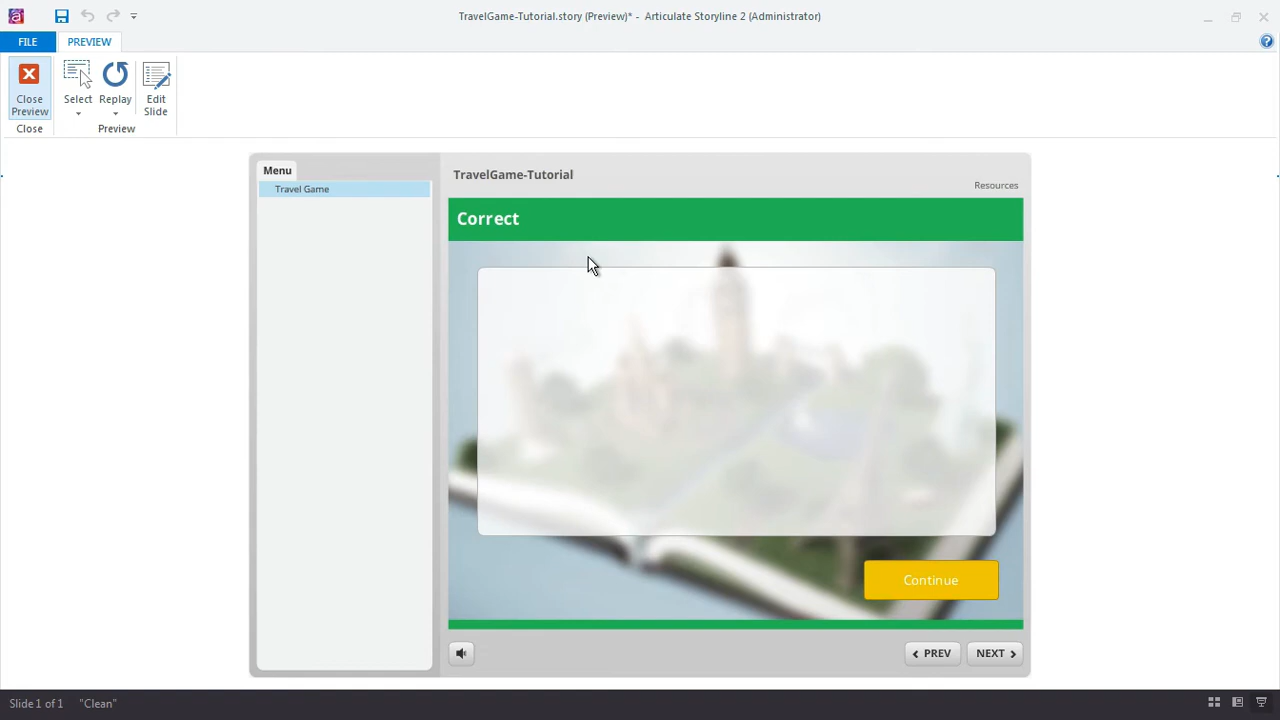 TravelGame-Tutorial.story (Preview)* - Articulate Storyline 2 (Administrator)
FILE
PREVIEW
Close Preview
Select
Replay
Edit Slide
Close
Preview
Menu
Travel Game
TravelGame-Tutorial
Resources
Correct
Continue
PREV
NEXT
Slide 1 of 1
"Clean"